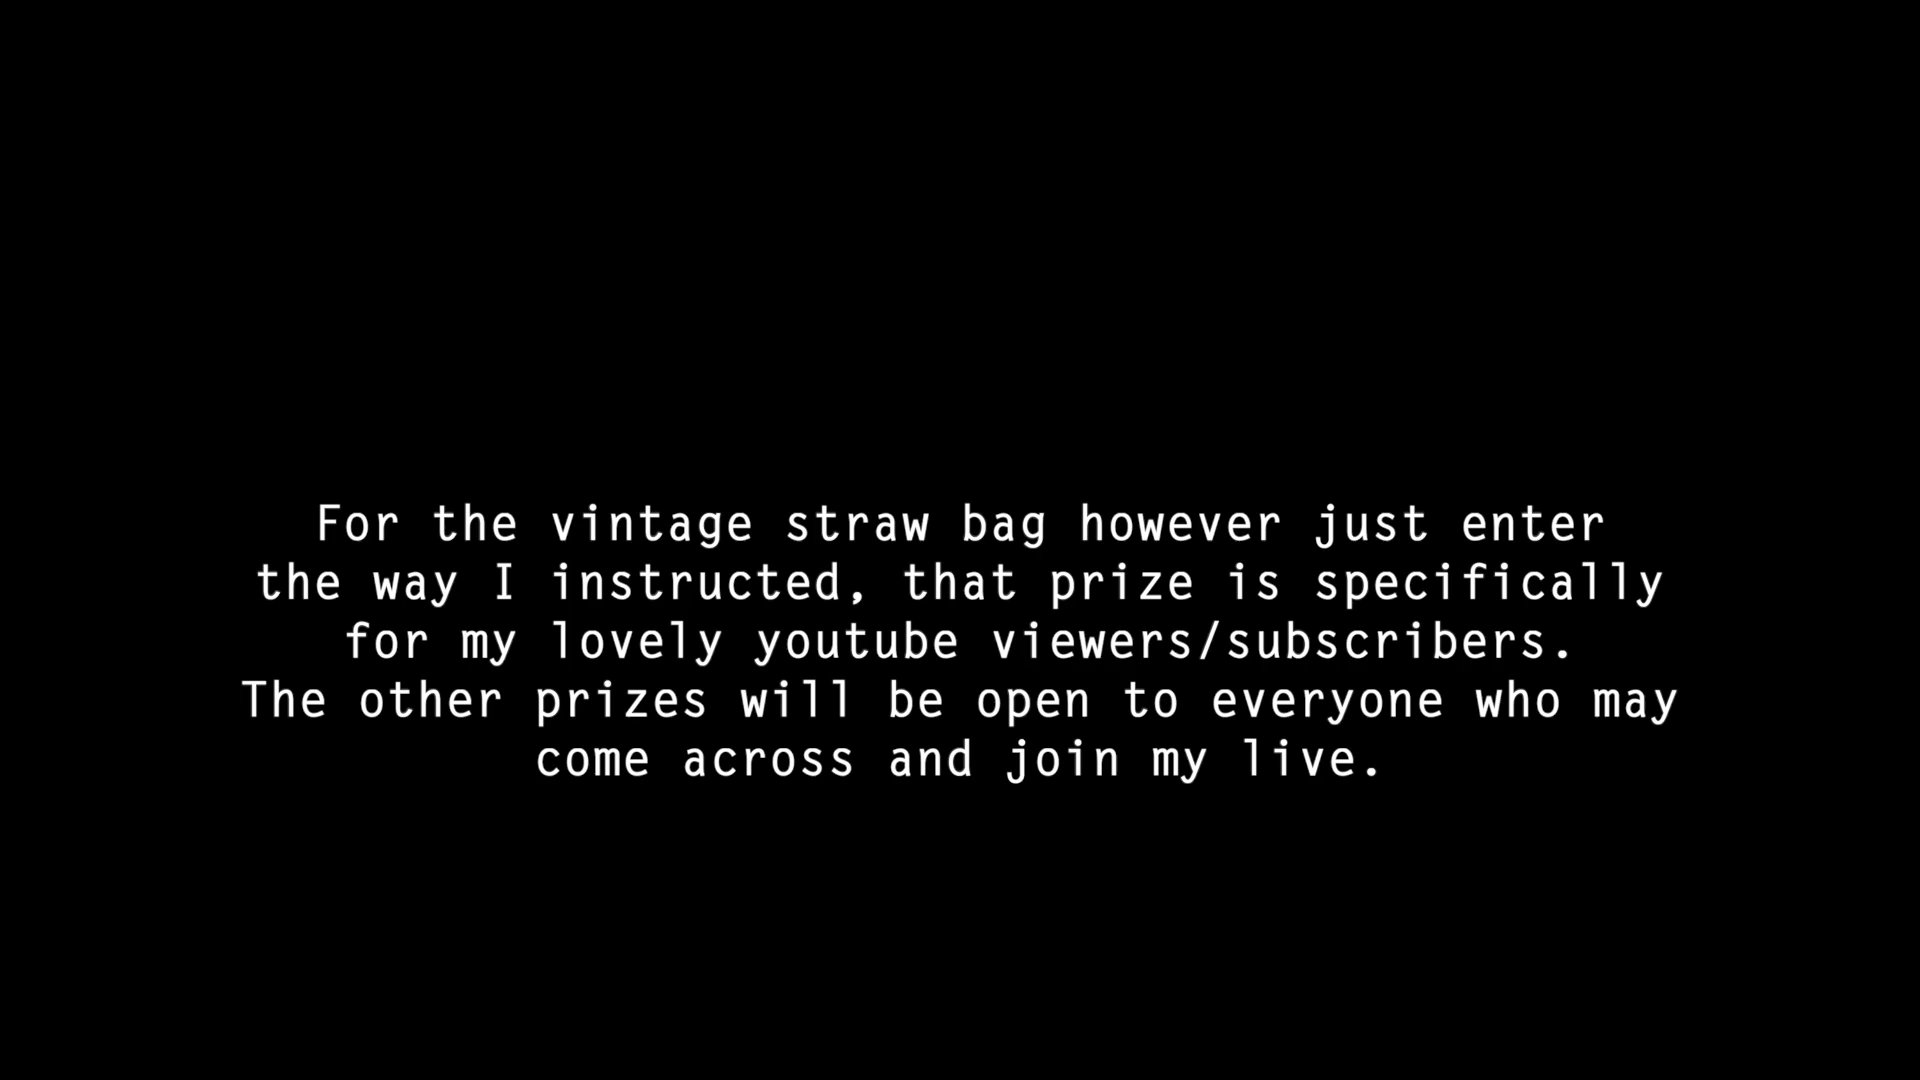 For the vintage straw bag however just enter
the way I instructed, that prize is specifically
for my lovely youtube viewers/subscribers.
The other prizes will be open to everyone who may
come across and join my live.